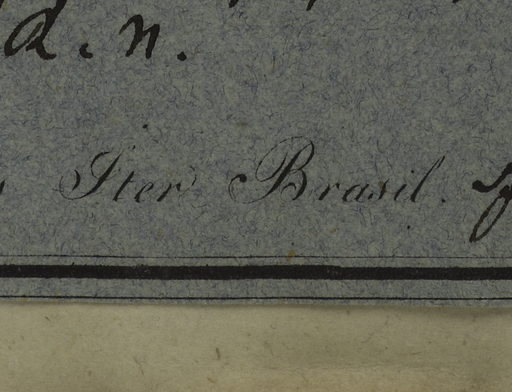 d. n.
Iter Brasil.